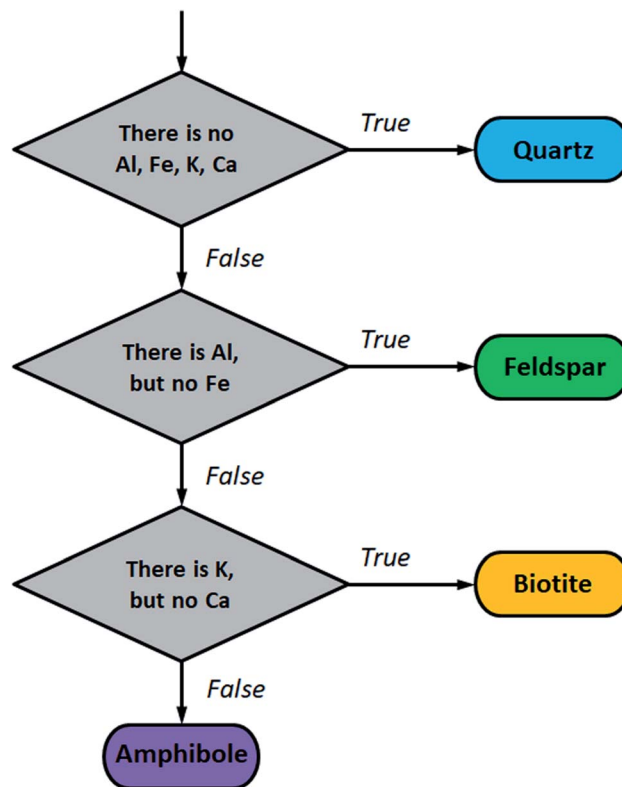 There is no
Al, Fe, K, Ca
True
Quartz
False
There is Al,
but no Fe
True
Feldspar
False
There is K,
but no Ca
True
Biotite
False
Amphibole